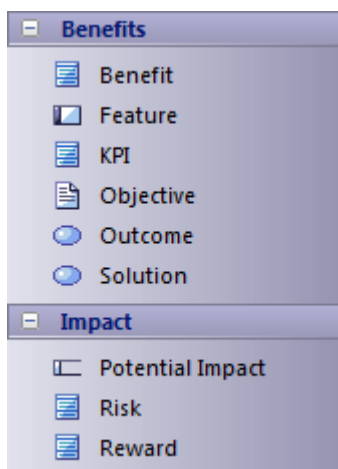 Benefits
Benefit
Feature
KPI
Objective
Outcome
Solution
Impact
Potential Impact
Risk
Reward